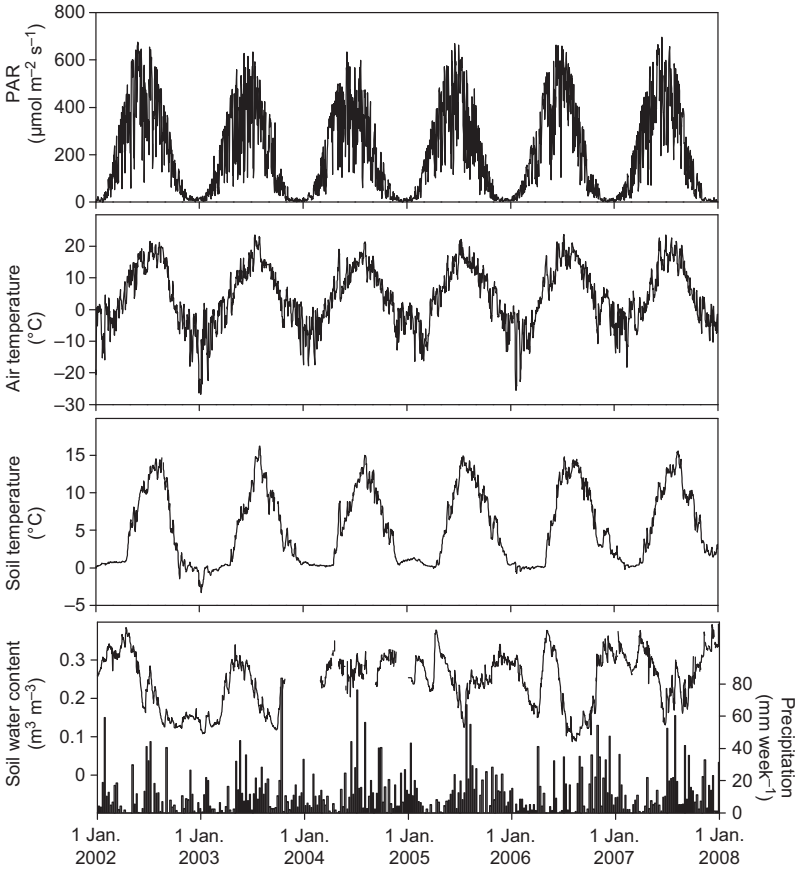 PAR
(µmol m–2 s–1)
800
600
400
200
0
Air temperature
(°C)
20
10
0
–10
–20
–30
Soil temperature
(°C)
15
10
5
0
–5
Soil water content
(m3 m–3)
0.3
0.2
0.1
0
80
60
40
20
0
Precipitation
(mm week–1)
1 Jan. 1 Jan. 1 Jan. 1 Jan. 1 Jan. 1 Jan. 1 Jan.
2002 2003 2004 2005 2006 2007 2008